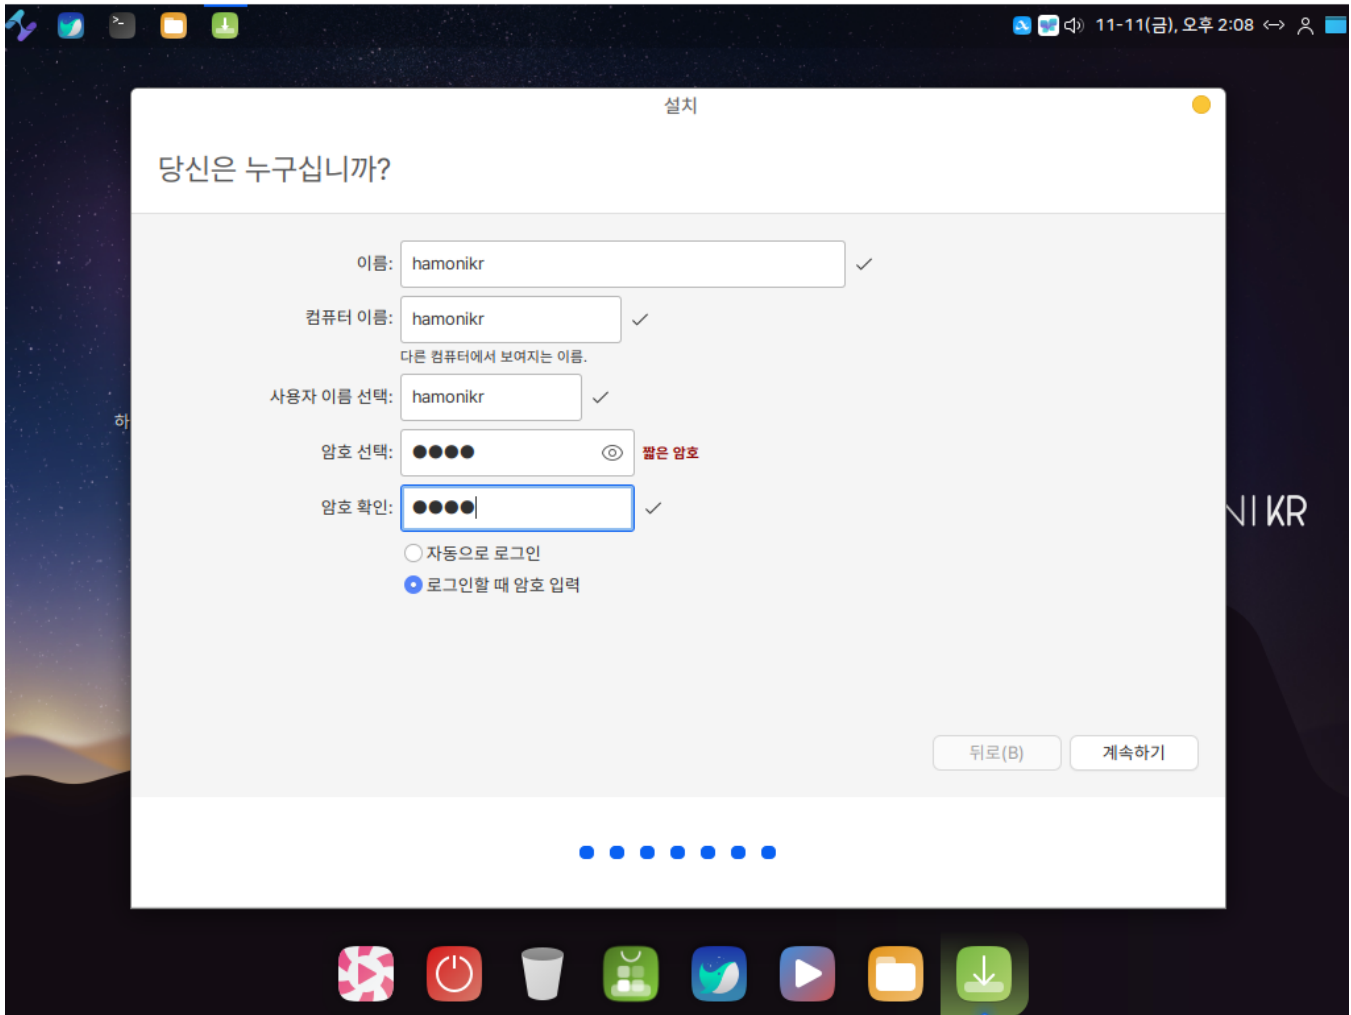 11-11(금), 오후 2:08
설치
당신은 누구십니까?
이름: hamonikr
컴퓨터 이름: hamonikr
다른 컴퓨터에서 보여지는 이름.
사용자 이름 선택: hamonikr
하
암호 선택: ●●●● 짧은 암호
암호 확인: ●●●●
NI KR
자동으로 로그인
로그인할 때 암호 입력
뒤로(B) 계속하기